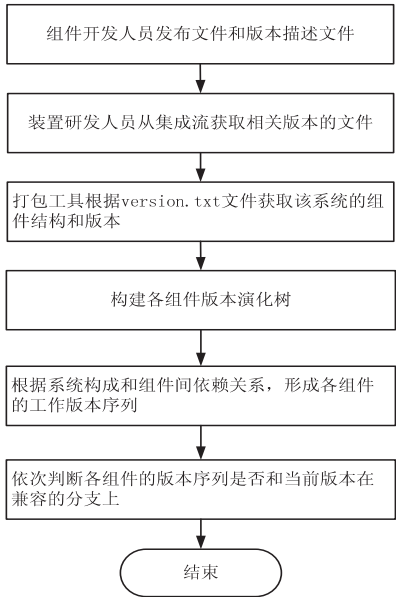 组件开发人员发布文件和版本描述文件
装置研发人员从集成流获取相关版本的文件
打包工具根据version.txt文件获取该系统的组
件结构和版本
构建各组件版本演化树
根据系统构成和组件间依赖关系，形成各组件
的工作版本序列
依次判断各组件的版本序列是否和当前版本在
兼容的分支上
结束